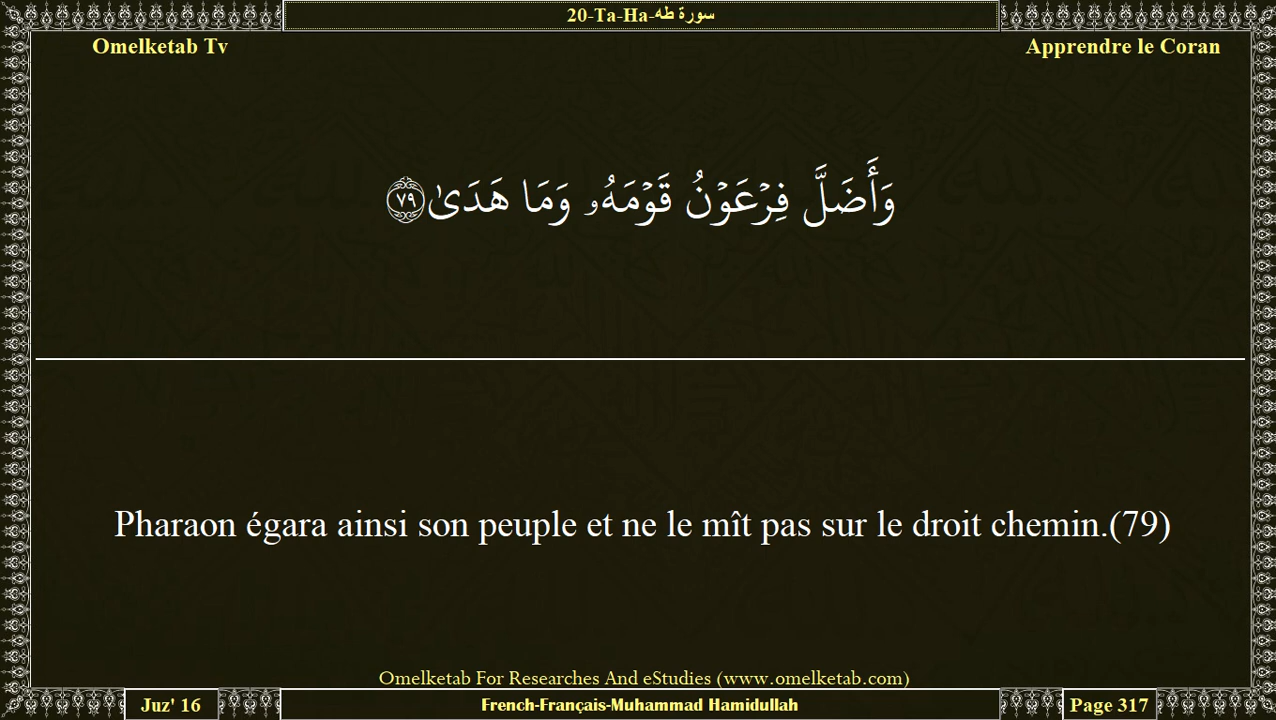 20-Ta-Ha-سورة طه
Omelketab Tv
Apprendre le Coran
وَأَضَلَّ فِرْعَوْنُ قَوْمَهُۥ وَمَا هَدَىٰ ٧٩
Pharaon égara ainsi son peuple et ne le mît pas sur le droit chemin.(79)
Omelketab For Researches And eStudies (www.omelketab.com)
Juz' 16
French-Français-Muhammad Hamidullah
Page 317